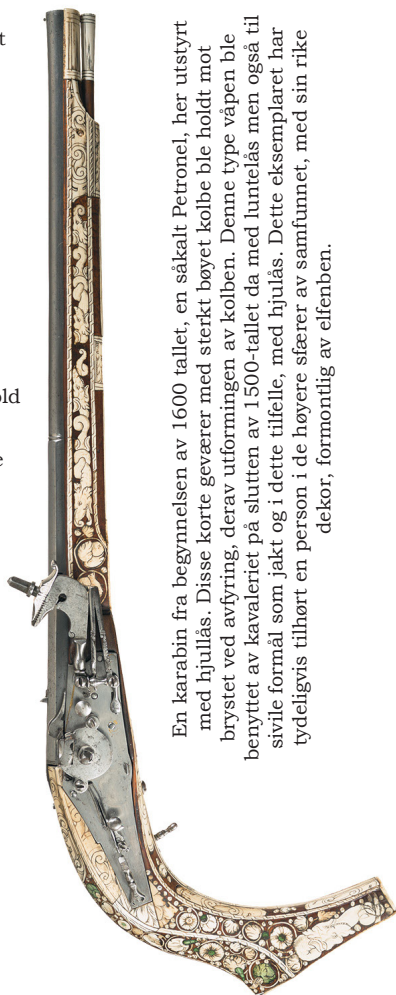 t
old
e
En karabin fra begynnelsen av 1600 tallet, en såkalt Petronel, her utstyrt
med hjullås. Disse korte geværer med sterkt bøyet kolbe ble holdt mot
brystet ved avfyring, derav utformingen av kolben. Denne type våpen ble
benyttet av kavaleriet på slutten av 1500-tallet da med luntelås men også til
sivile formål som jakt og i dette tilfelle, med hjulås. Dette eksemplaret har
tydeligvis tilhørt en person i de høyere sfærer av samfunnet, med sin rike
dekor, formontlig av elfenben.